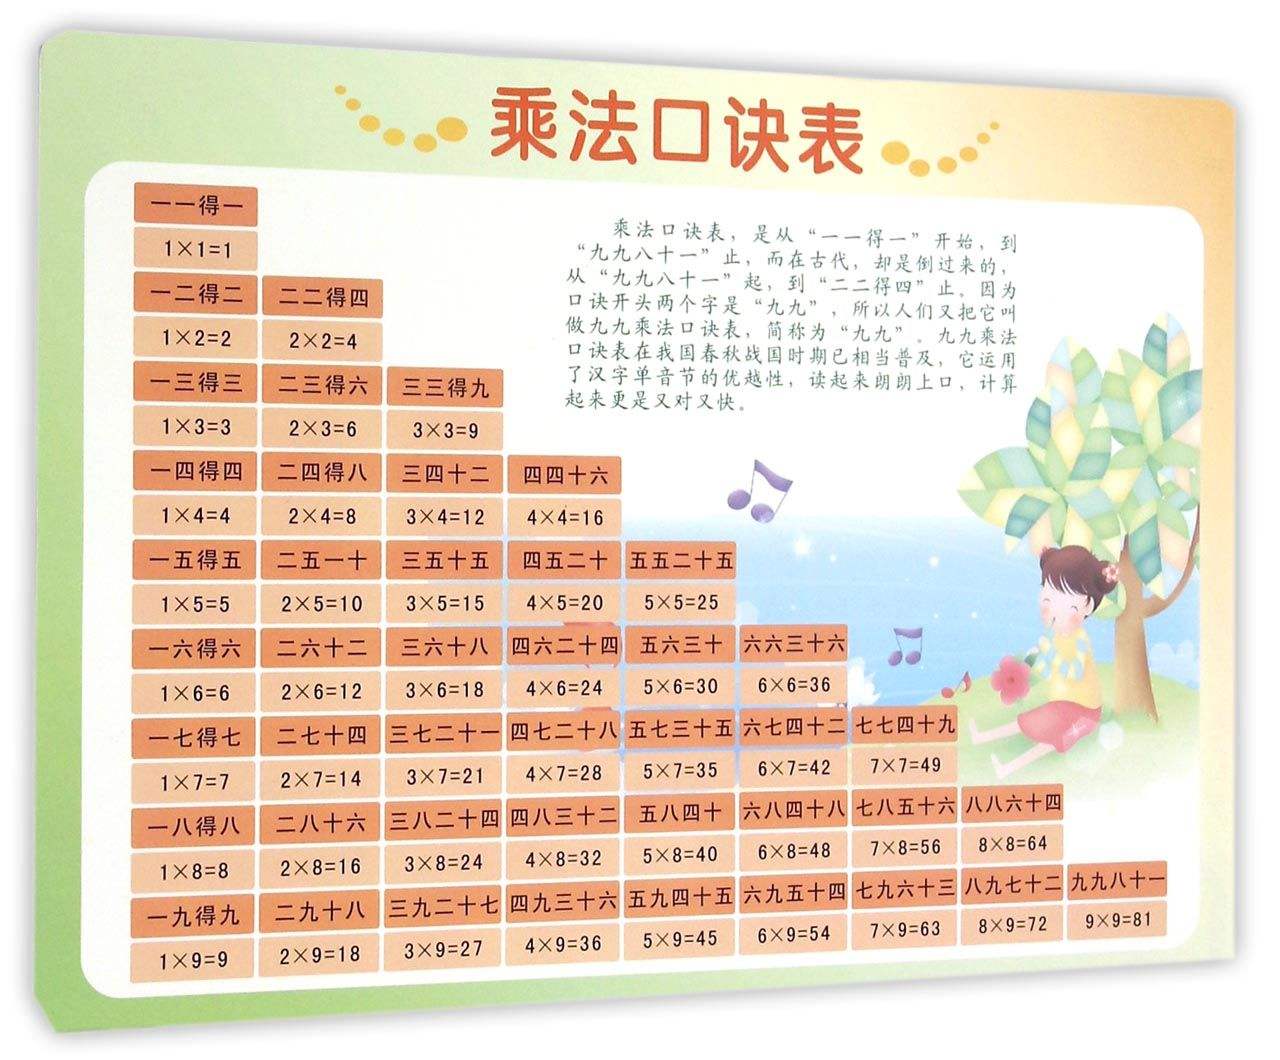 乘法口诀表
乘法口诀表，是从“一一得一”开始，到
“九九八十一”止，而在古代，却是倒过来的，
从“九九八十一”起，到“二二得四”止。因为
口诀开头两个字是“九九”，所以人们又把它叫
做九九乘法口诀表，简称为“九九”。九九乘法
口诀表在我国春秋战国时期已相当普及，它运用
了汉字单音节的优越性，读起来朗朗上口，计算
起来更是又对又快。
一一得一
1×1=1
一二得二 二二得四
1×2=2 2×2=4
一三得三 二三得六 三三得九
1×3=3 2×3=6 3×3=9
一四得四 二四得八 三四十二 四四十六
1×4=4 2×4=8 3×4=12 4×4=16
一五得五 二五一十 三五十五 四五二十 五五二十五
1×5=5 2×5=10 3×5=15 4×5=20 5×5=25
一六得六 二六十二 三六十八 四六二十四 五六三十 六六三十六
1×6=6 2×6=12 3×6=18 4×6=24 5×6=30 6×6=36
一七得七 二七十四 三七二十一 四七二十八 五七三十五 六七四十二 七七四十九
1×7=7 2×7=14 3×7=21 4×7=28 5×7=35 6×7=42 7×7=49
一八得八 二八十六 三八二十四 四八三十二 五八四十 六八四十八 七八五十六 八八六十四
1×8=8 2×8=16 3×8=24 4×8=32 5×8=40 6×8=48 7×8=56 8×8=64
一九得九 二九十八 三九二十七 四九三十六 五九四十五 六九五十四 七九六十三 八九七十二 九九八十一
1×9=9 2×9=18 3×9=27 4×9=36 5×9=45 6×9=54 7×9=63 8×9=72 9×9=81